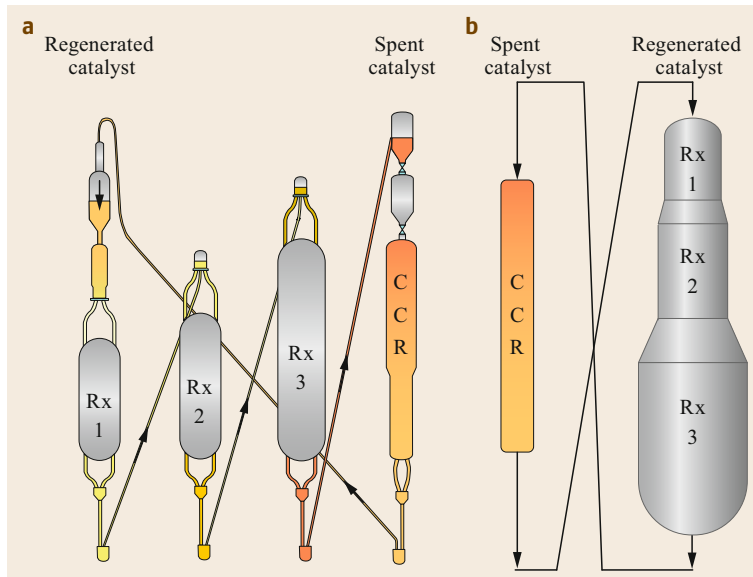 a
Regenerated
catalyst
Spent
catalyst
Rx
1
Rx
2
Rx
3
C
C
R
b
Spent
catalyst
Regenerated
catalyst
C
C
R
Rx
1
Rx
2
Rx
3